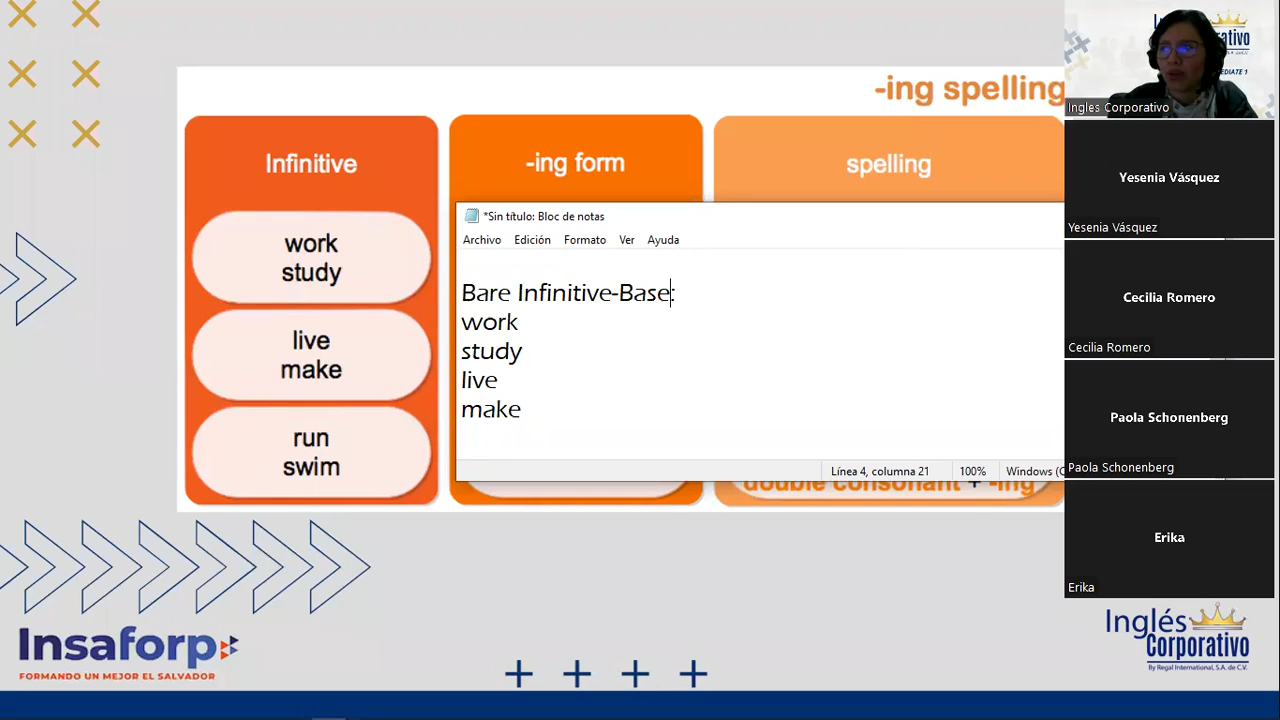 -ing spelling
Infinitive
-ing form
spelling
work
study
live
make
run
swim
*Sin título: Bloc de notas
Archivo Edición Formato Ver Ayuda
Bare Infinitive-Base:
work
study
live
make
Línea 4, columna 21 100% Windows (C
double consonant + -ing
Inglés Corporativo
Yesenia Vásquez
Yesenia Vásquez
Cecilia Romero
Cecilia Romero
Paola Schonenberg
Paola Schonenberg
Erika
Erika
Insaforp
FORMANDO UN MEJOR EL SALVADOR
Inglés
Corporativo
By Regal International, S.A. de C.V.